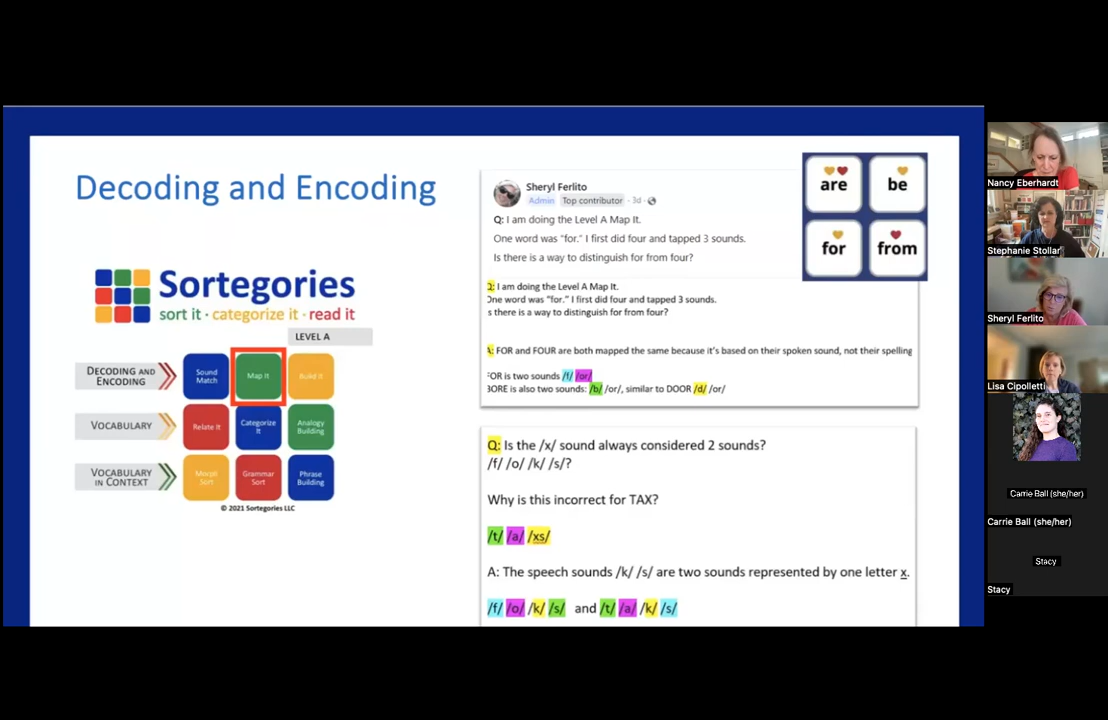 Decoding and Encoding
Sortegories
sort it · categorize it · read it
LEVEL A
DECODING AND ENCODING
Sound Match
Map It
Build It
VOCABULARY
Relate It
Categorize It
Analogy Building
VOCABULARY IN CONTEXT
Morph Sort
Grammar Sort
Phrase Building
© 2021 Sortegories LLC
Sheryl Ferlito
Admin Top contributor · 3d ·
Q: I am doing the Level A Map It.
One word was "for." I first did four and tapped 3 sounds.
Is there a way to distinguish for from four?
Q: I am doing the Level A Map It.
One word was "for." I first did four and tapped 3 sounds.
s there a way to distinguish for from four?
A: FOR and FOUR are both mapped the same because it's based on their spoken sound, not their spelling
FOR is two sounds /f/ /or/
BORE is also two sounds: /b/ /or/, similar to DOOR /d/ /or/
are
be
for
from
Q: Is the /x/ sound always considered 2 sounds?
/f/ /o/ /k/ /s/?
Why is this incorrect for TAX?
/t/ /a/ /xs/
A: The speech sounds /k/ /s/ are two sounds represented by one letter x.
/f/ /o/ /k/ /s/ and /t/ /a/ /k/ /s/
Nancy Eberhardt
Stephanie Stollar
Sheryl Ferlito
Lisa Cipolletti
Carrie Ball (she/her)
Carrie Ball (she/her)
Stacy
Stacy